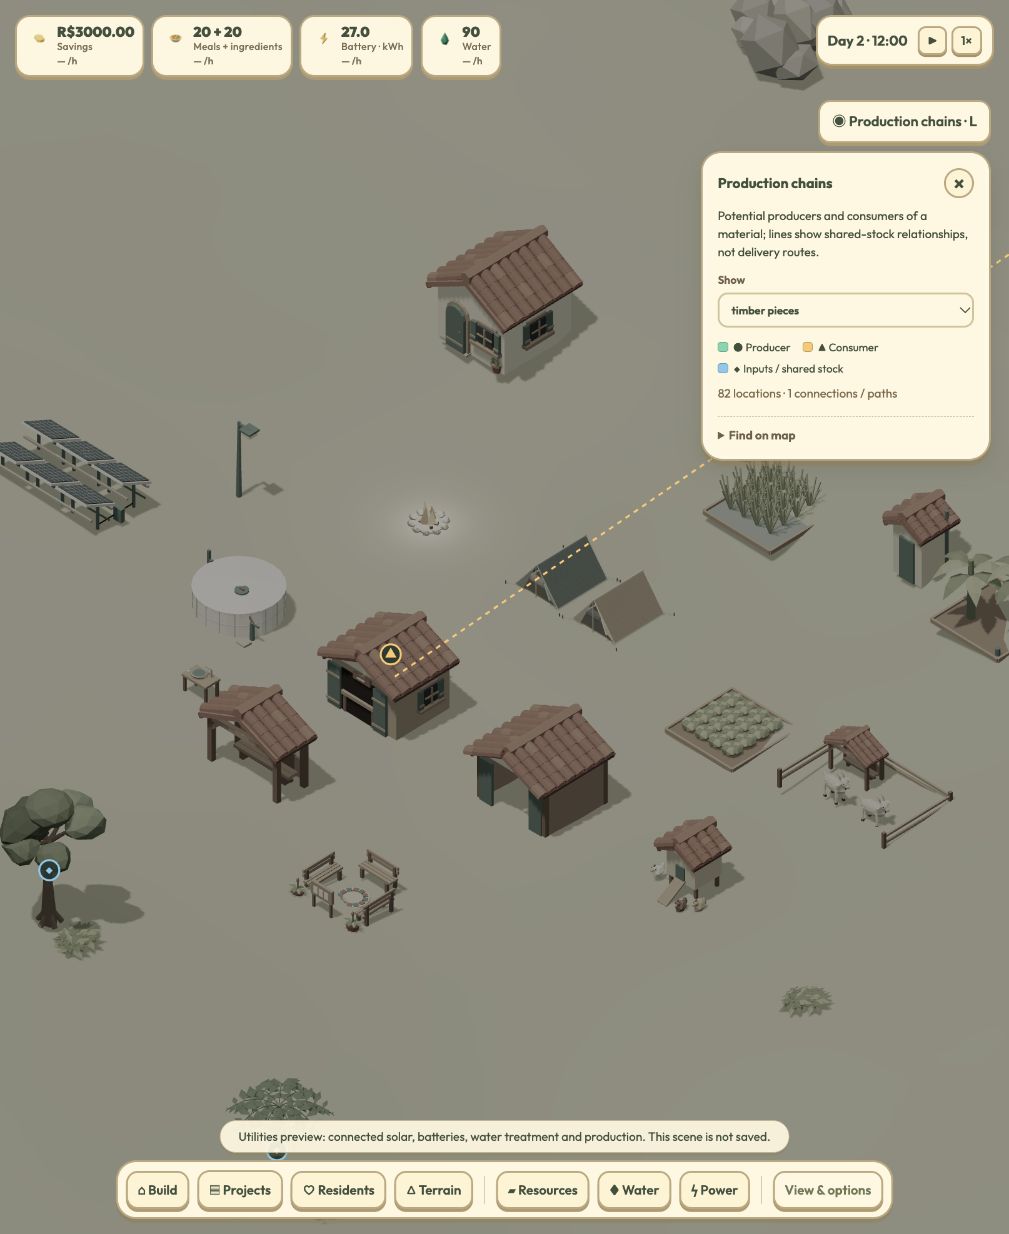 R$3000.00
Savings
— /h
20 + 20
Meals + ingredients
— /h
27.0
Battery · kWh
— /h
90
Water
— /h
Day 2 · 12:00
1×
Production chains · L
Production chains
Potential producers and consumers of a
material; lines show shared-stock relationships,
not delivery routes.
Show
timber pieces
Producer
Consumer
Inputs / shared stock
82 locations · 1 connections / paths
Find on map
Utilities preview: connected solar, batteries, water treatment and production. This scene is not saved.
Build
Projects
Residents
Terrain
Resources
Water
Power
View & options